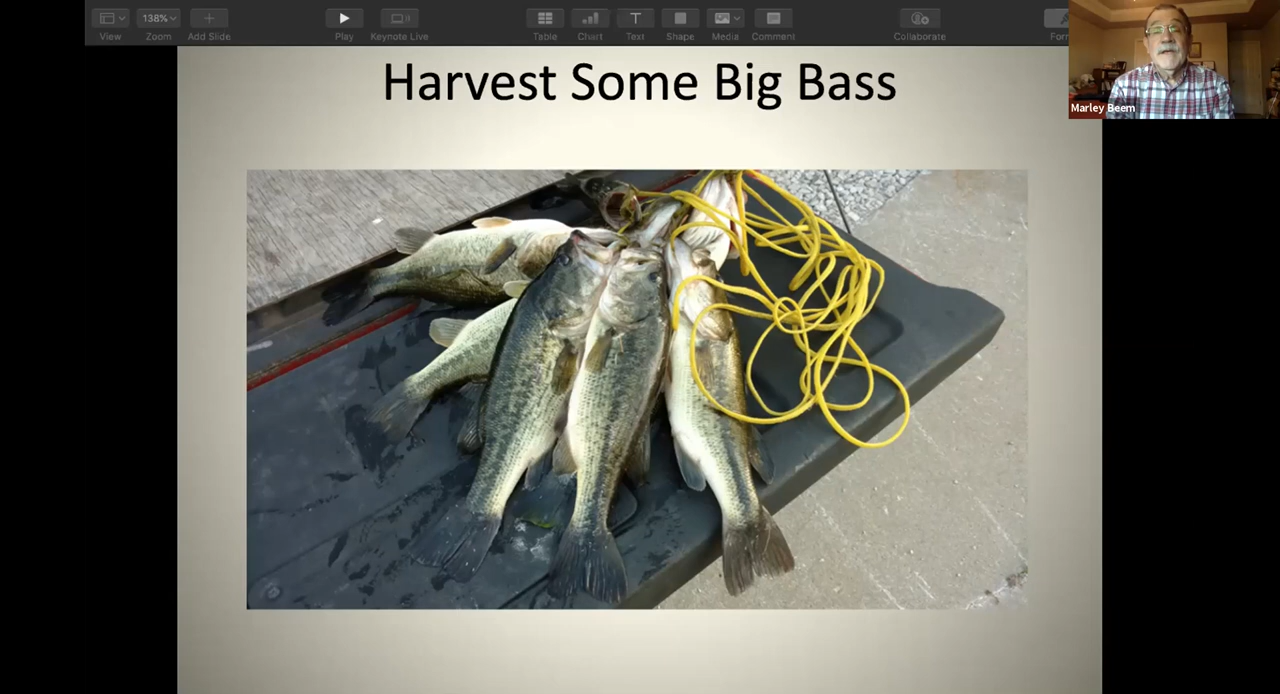 138%
View
Zoom
Add Slide
Play
Keynote Live
Table
Chart
Text
Shape
Media
Comment
Collaborate
Marley Beem
Harvest Some Big Bass